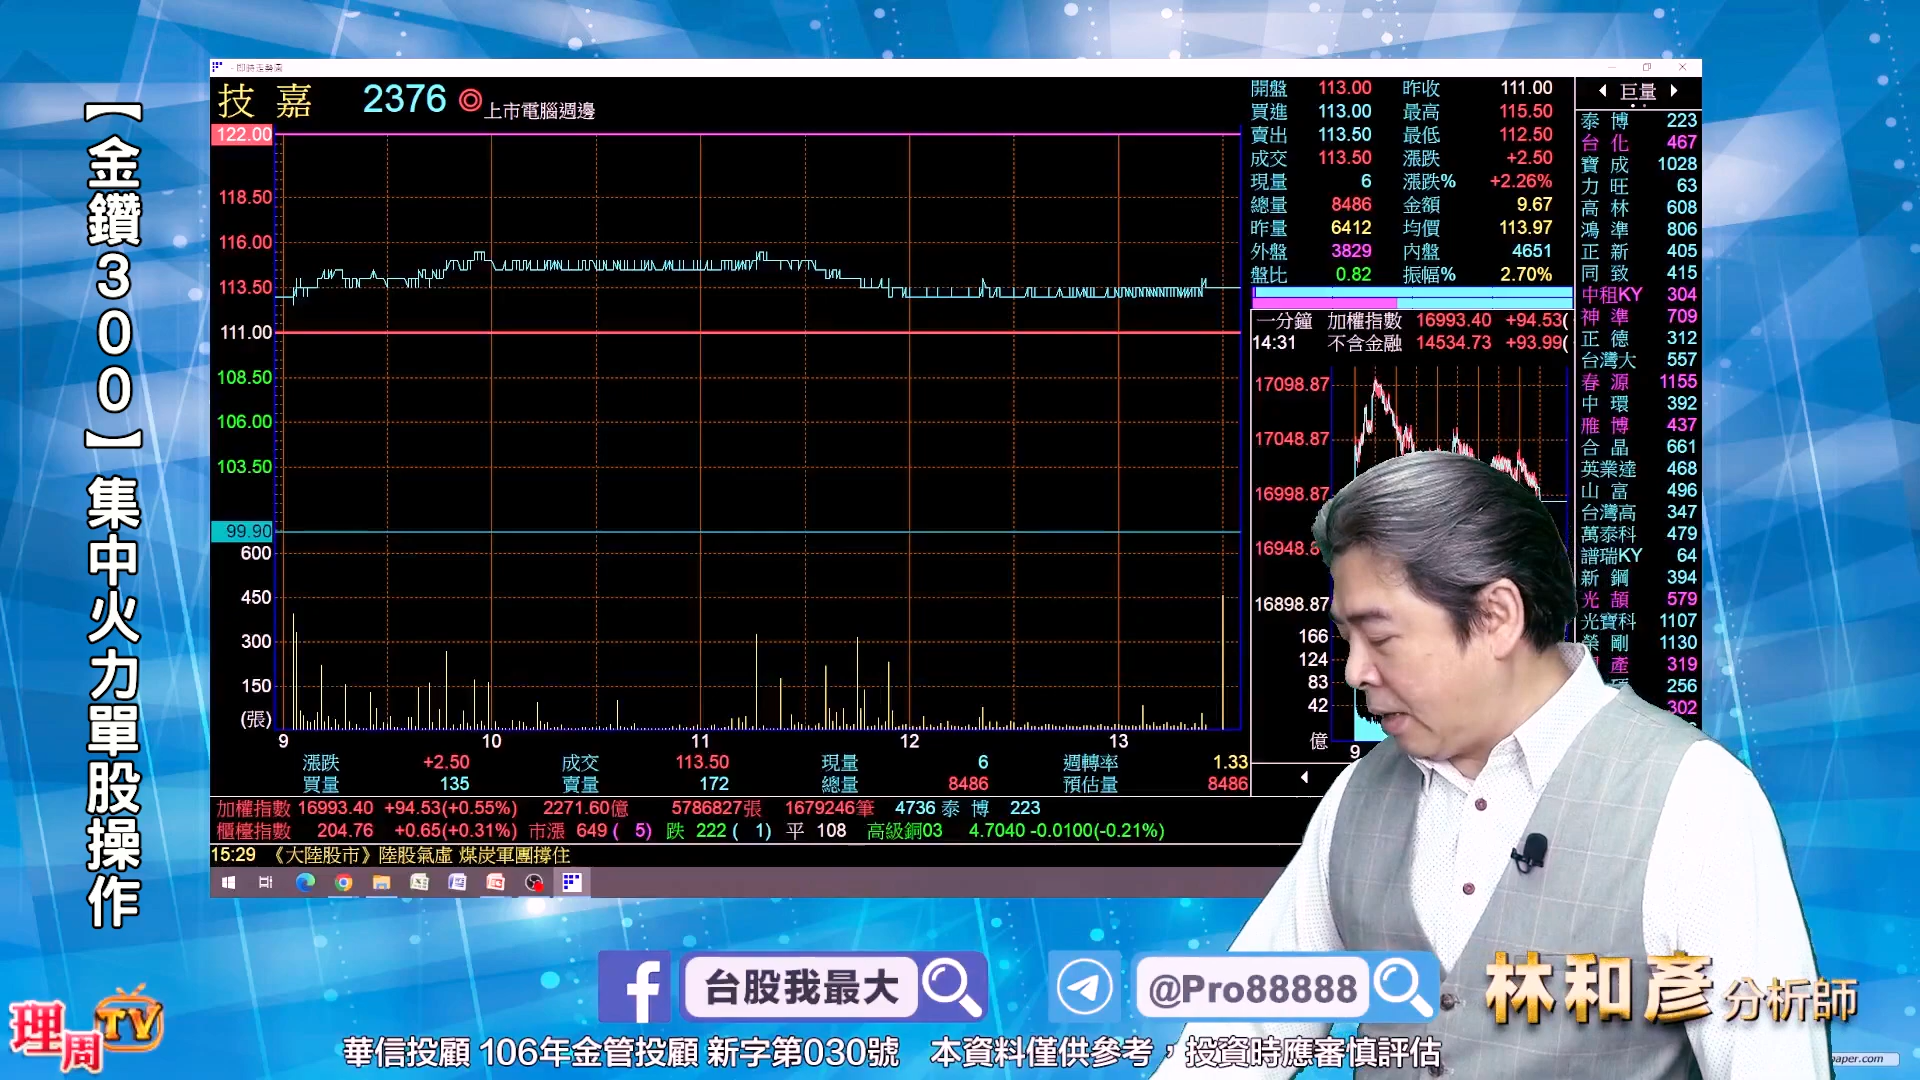 【金鑽300】集中火力單股操作
- 即時走勢圖
技嘉 2376 ◎上市電腦週邊
122.00
118.50
116.00
113.50
111.00
108.50
106.00
103.50
99.90
600
450
300
150
(張)
9 10 11 12 13
開盤 113.00 昨收 111.00
買進 113.00 最高 115.50
賣出 113.50 最低 112.50
成交 113.50 漲跌 +2.50
現量 6 漲跌% +2.26%
總量 8486 金額 9.67
昨量 6412 均價 113.97
外盤 3829 內盤 4651
盤比 0.82 振幅% 2.70%
一分鐘 加權指數 16993.40 +94.53(
14:31 不含金融 14534.73 +93.99(
17098.87
17048.87
16998.87
16948.8
16898.87
166
124
83
42
億 9
巨量
泰博 223
台化 467
寶成 1028
力旺 63
高林 608
鴻準 806
正新 405
同致 415
中租KY 304
神準 709
正德 312
台灣大 557
春源 1155
中環 392
雁博 437
合晶 661
英業達 468
山富 496
台灣高 347
萬泰科 479
譜瑞KY 64
新鋼 394
光頡 579
光寶科 1107
榮剛 1130
產 319
256
302
漲跌 +2.50 成交 113.50 現量 6 週轉率 1.33
買量 135 賣量 172 總量 8486 預估量 8486
加權指數 16993.40 +94.53(+0.55%) 2271.60億 5786827張 1679246筆 4736 泰博 223
櫃檯指數 204.76 +0.65(+0.31%) 市漲 649 ( 5) 跌 222 ( 1) 平 108 高級銅03 4.7040 -0.0100(-0.21%)
15:29 《大陸股市》陸股氣虛 煤炭軍團撐住
台股我最大
@Pro88888
林和彥分析師
理周TV
華信投顧 106年金管投顧 新字第030號 本資料僅供參考，投資時應審慎評估
paper.com